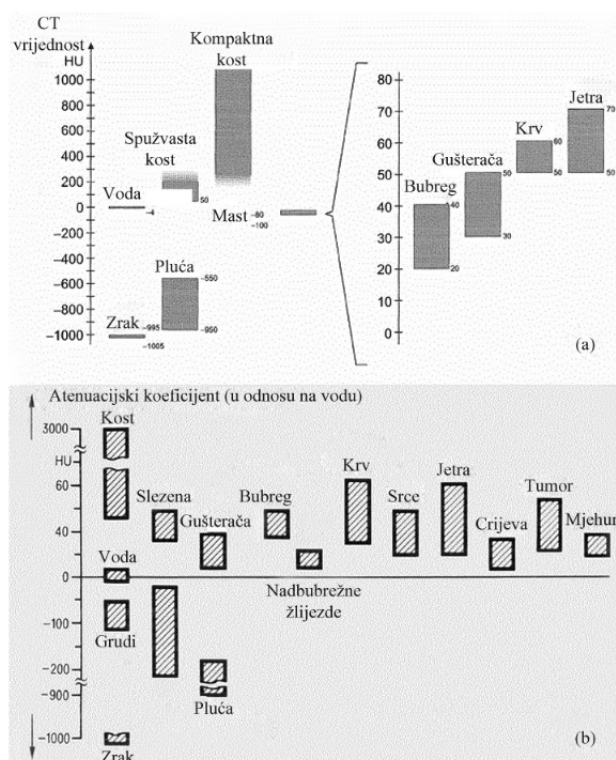 CT
vrijednost
HU
Kompaktna
kost
1000
800
600
400
200
0
−200
−400
−600
−800
−1000
Spužvasta
kost
50
Voda
−4
Mast
−80
−100
Pluća
−550
−950
Zrak
−995
−1005
80
70
60
50
40
30
20
10
0
Jetra
70
50
Krv
60
50
Gušterača
50
30
Bubreg
40
20
(a)
Atenuacijski koeficijent (u odnosu na vodu)
Kost
3000
HU
60
40
0
−100
−200
−900
−1000
Slezena
Gušterača
Bubreg
Krv
Srce
Jetra
Crijeva
Tumor
Mjehur
Voda
Nadbubrežne
žlijezde
Grudi
Pluća
Zrak
(b)